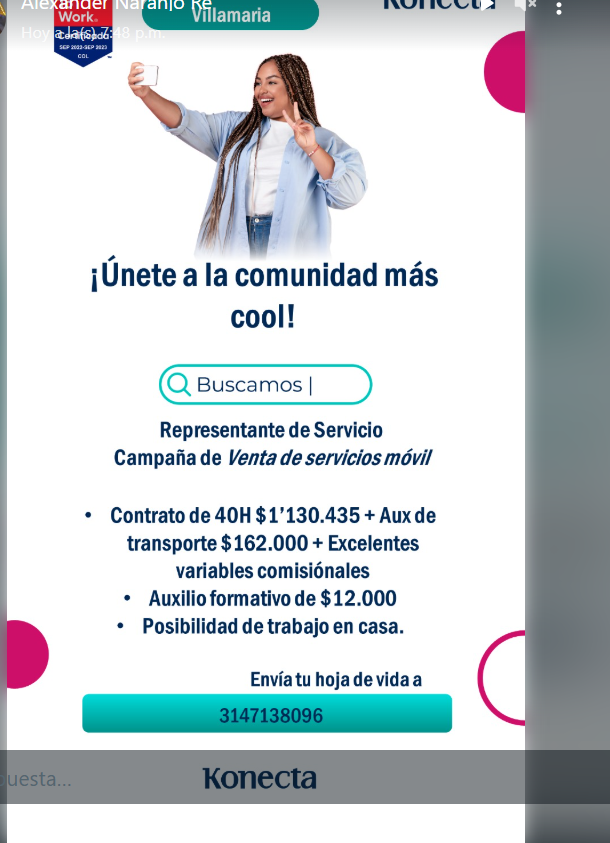 Alexander Naranjo Re
Hoy a la(s) 7:48 p.m.
Villamaria
Konecta
Work.
Certificada
SEP 2022-SEP 2023
COL
¡Únete a la comunidad más
cool!
Buscamos |
Representante de Servicio
Campaña de Venta de servicios móvil
• Contrato de 40H $1’130.435 + Aux de
transporte $162.000 + Excelentes
variables comisiónales
• Auxilio formativo de $12.000
• Posibilidad de trabajo en casa.
Envía tu hoja de vida a
3147138096
uesta...
Konecta